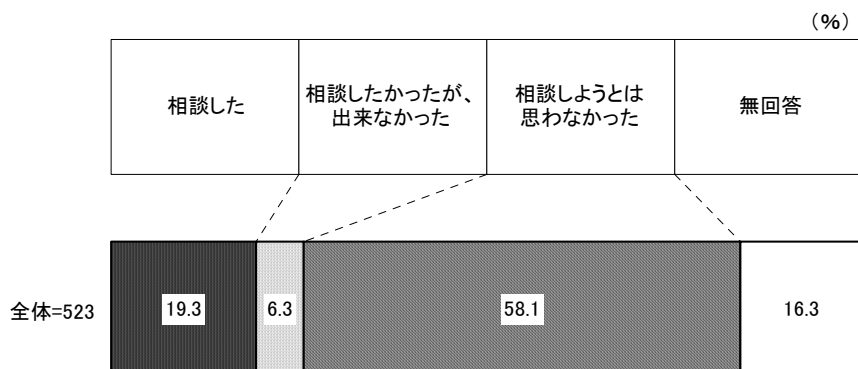 (%)
相談した
相談したかったが、
出来なかった
相談しようとは
思わなかった
無回答
全体=523
19.3
6.3
58.1
16.3